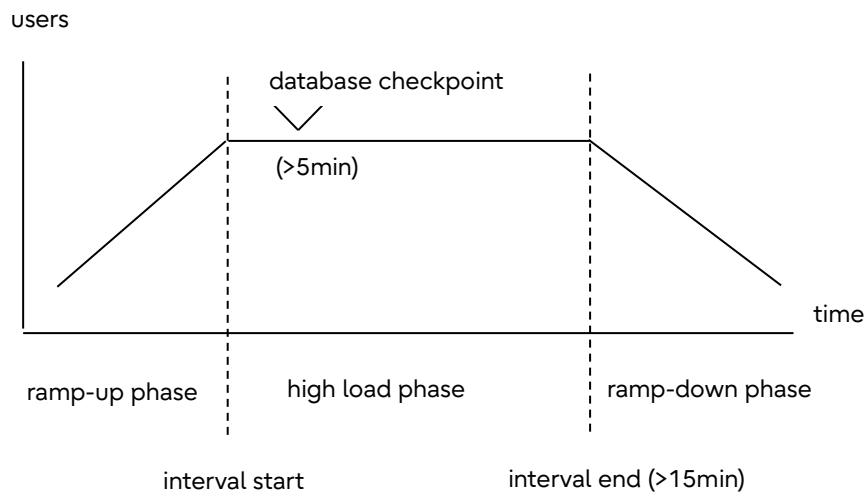 users
database checkpoint
(>5min)
time
ramp-up phase
high load phase
ramp-down phase
interval start
interval end (>15min)